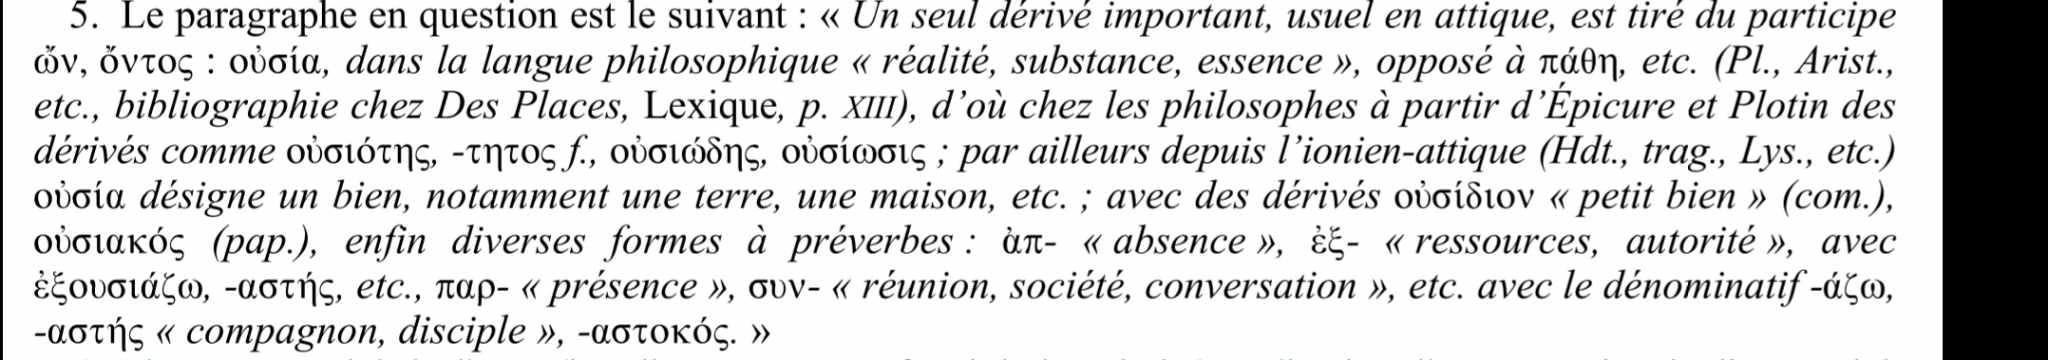 5. Le paragraphe en question est le suivant : « Un seul dérivé important, usuel en attique, est tiré du participe
ὤν, ὄντος : οὐσία, dans la langue philosophique « réalité, substance, essence », opposé à πάθη, etc. (Pl., Arist.,
etc., bibliographie chez Des Places, Lexique, p. XIII), d’où chez les philosophes à partir d’Épicure et Plotin des
dérivés comme οὐσιότης, -τητος f., οὐσιώδης, οὐσίωσις ; par ailleurs depuis l’ionien-attique (Hdt., trag., Lys., etc.)
οὐσία désigne un bien, notamment une terre, une maison, etc. ; avec des dérivés οὐσίδιον « petit bien » (com.),
οὐσιακός (pap.), enfin diverses formes à préverbes : ἀπ- « absence », ἐξ- « ressources, autorité », avec
ἐξουσιάζω, -αστής, etc., παρ- « présence », συν- « réunion, société, conversation », etc. avec le dénominatif -άζω,
-αστής « compagnon, disciple », -αστοκός. »